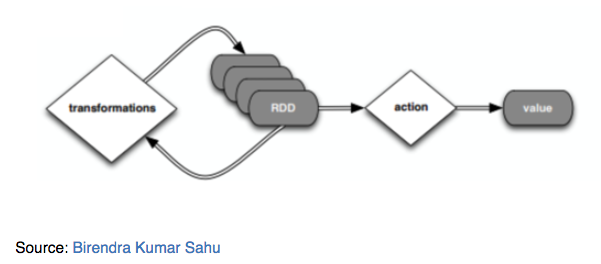 transformations
RDD
action
value
Source: Birendra Kumar Sahu